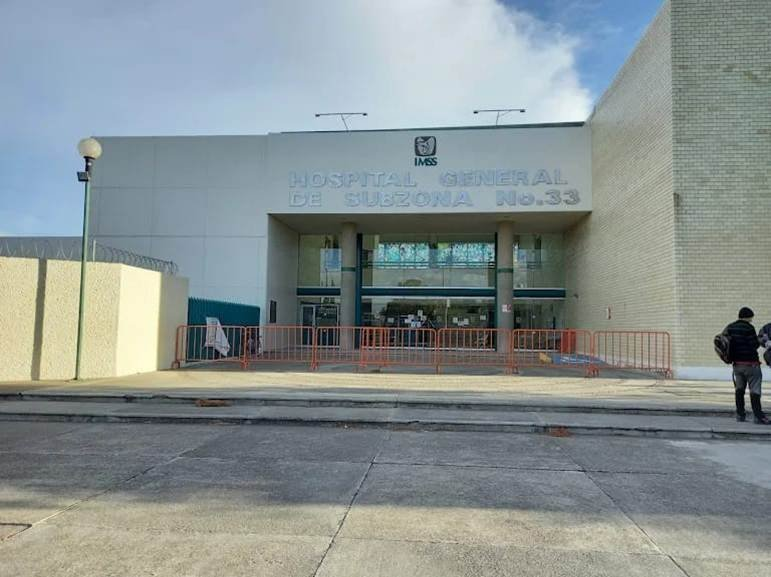 IMSS
HOSPITAL GENERAL
DE SUBZONA No.33